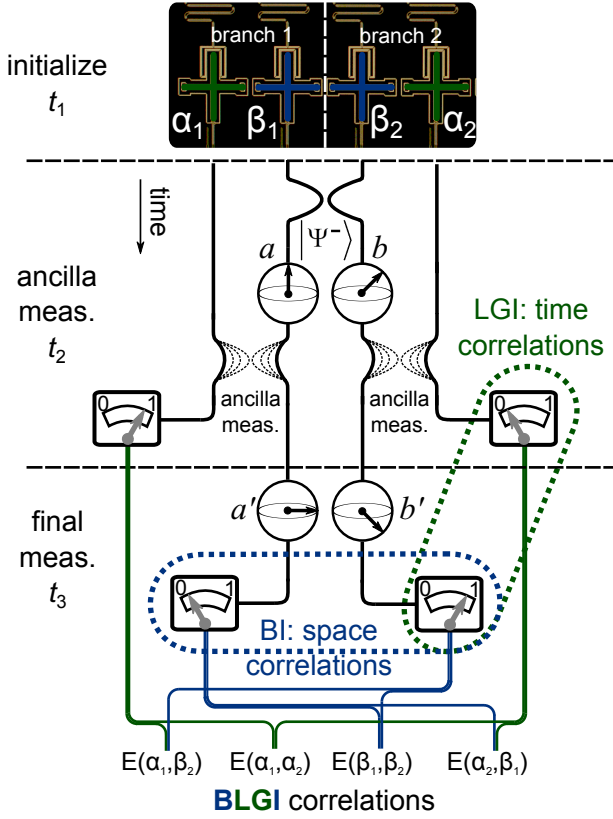 branch 1 branch 2
initialize
t₁
α₁ β₁ β₂ α₂
time
|Ψ⁻⟩
a b
ancilla
meas.
t₂
LGI: time
correlations
ancilla
meas.
ancilla
meas.
0 1
0 1
final
meas.
t₃
a′ b′
0 1
0 1
BI: space
correlations
E(α₁,β₂) E(α₁,α₂) E(β₁,β₂) E(α₂,β₁)
BLGI correlations